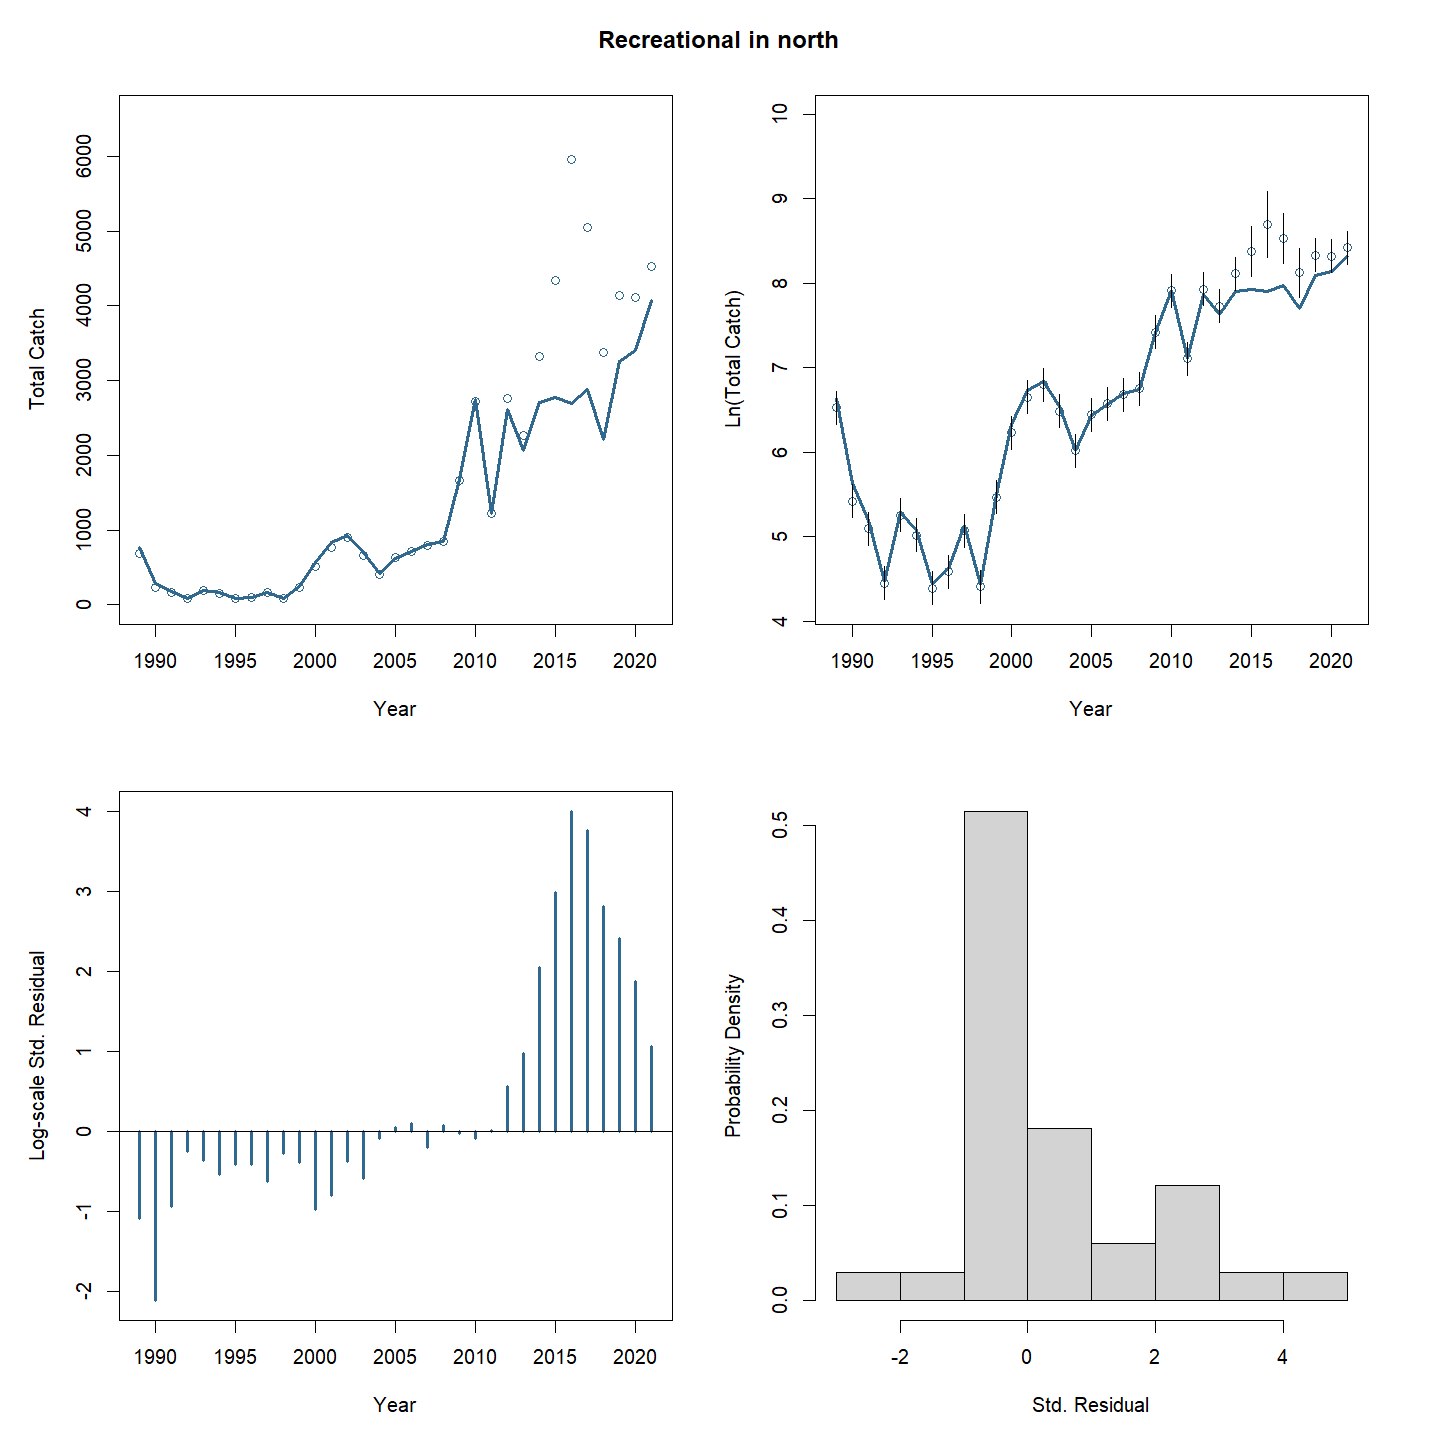 Recreational in north
Total Catch
6000
5000
4000
3000
2000
1000
0
1990 1995 2000 2005 2010 2015 2020
Year
Ln(Total Catch)
10
9
8
7
6
5
4
1990 1995 2000 2005 2010 2015 2020
Year
Log-scale Std. Residual
4
3
2
1
0
-1
-2
1990 1995 2000 2005 2010 2015 2020
Year
Probability Density
0.5
0.4
0.3
0.2
0.1
0.0
-2 0 2 4
Std. Residual